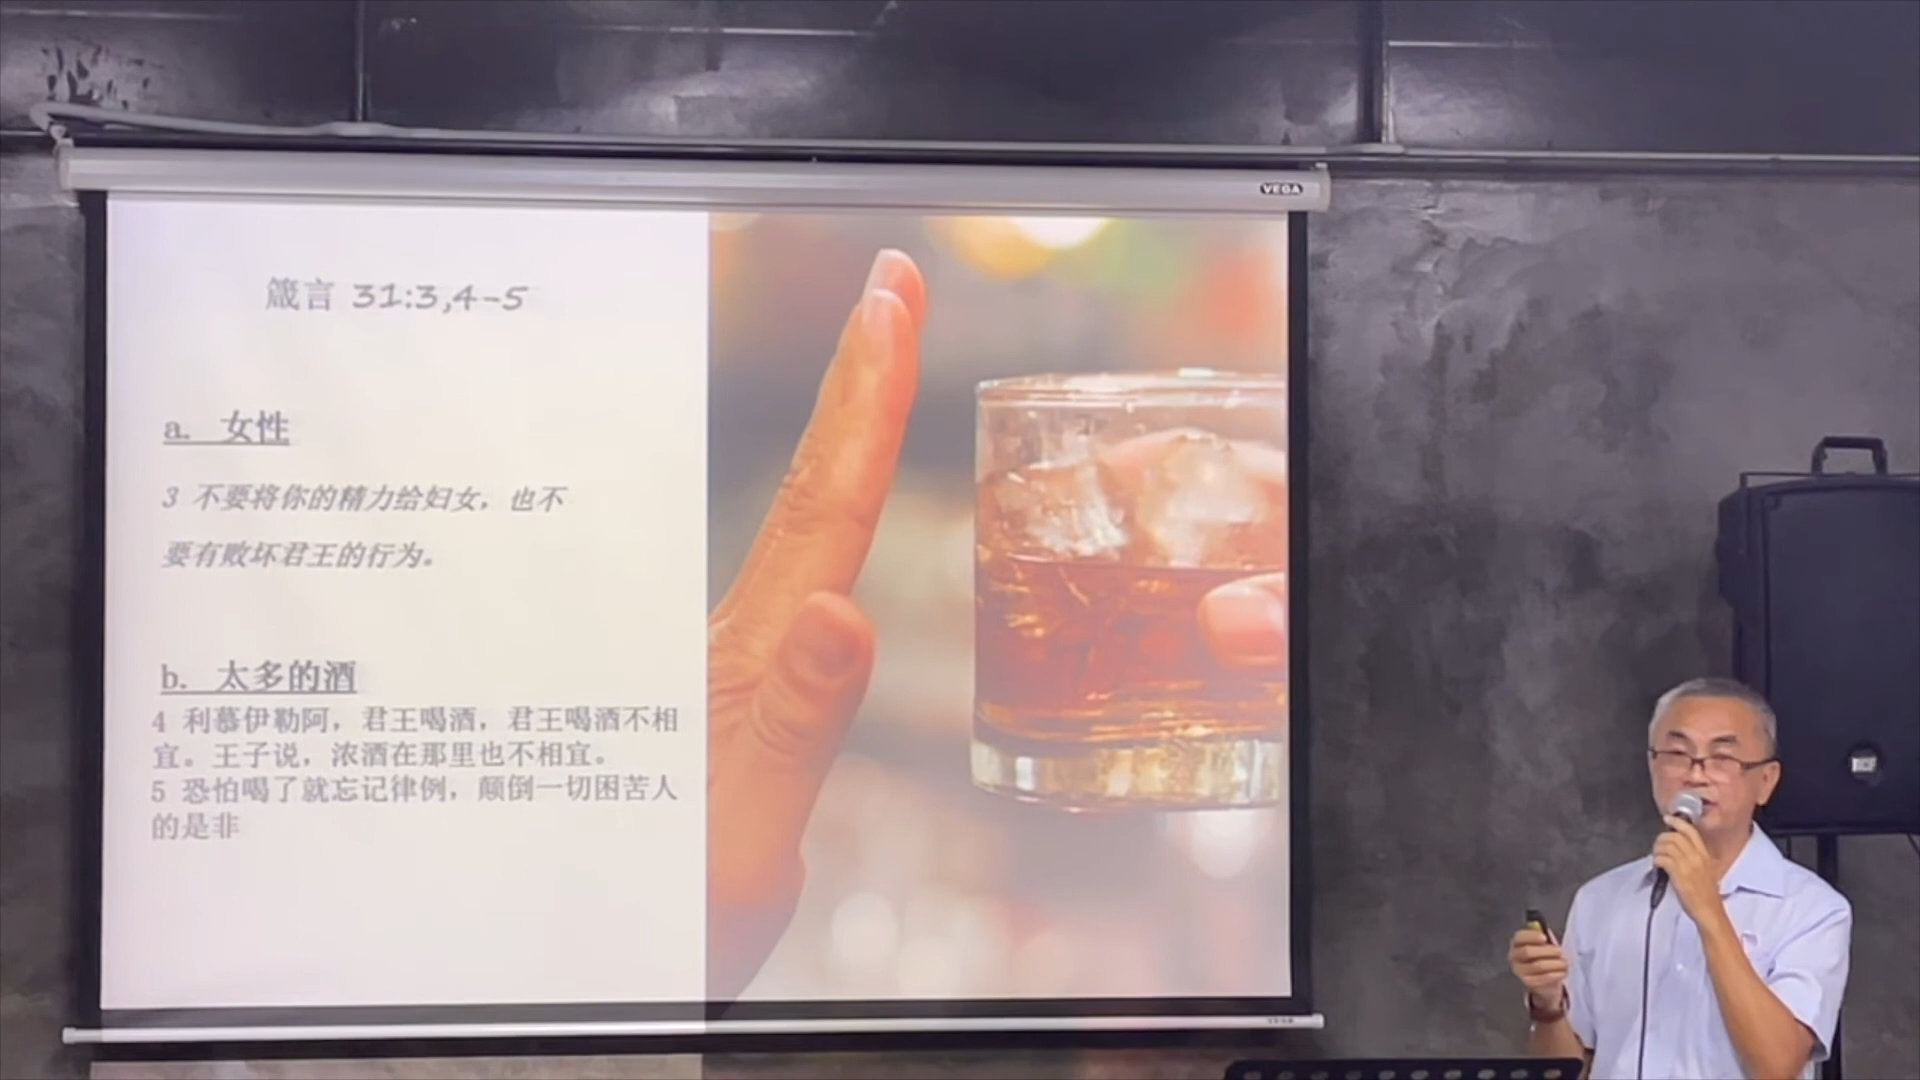 VEGA
箴言 31:3,4-5
a. 女性
3 不要将你的精力给妇女，也不
要有败坏君王的行为。
b. 太多的酒
4 利慕伊勒阿，君王喝酒，君王喝酒不相
宜。王子说，浓酒在那里也不相宜。
5 恐怕喝了就忘记律例，颠倒一切困苦人
的是非